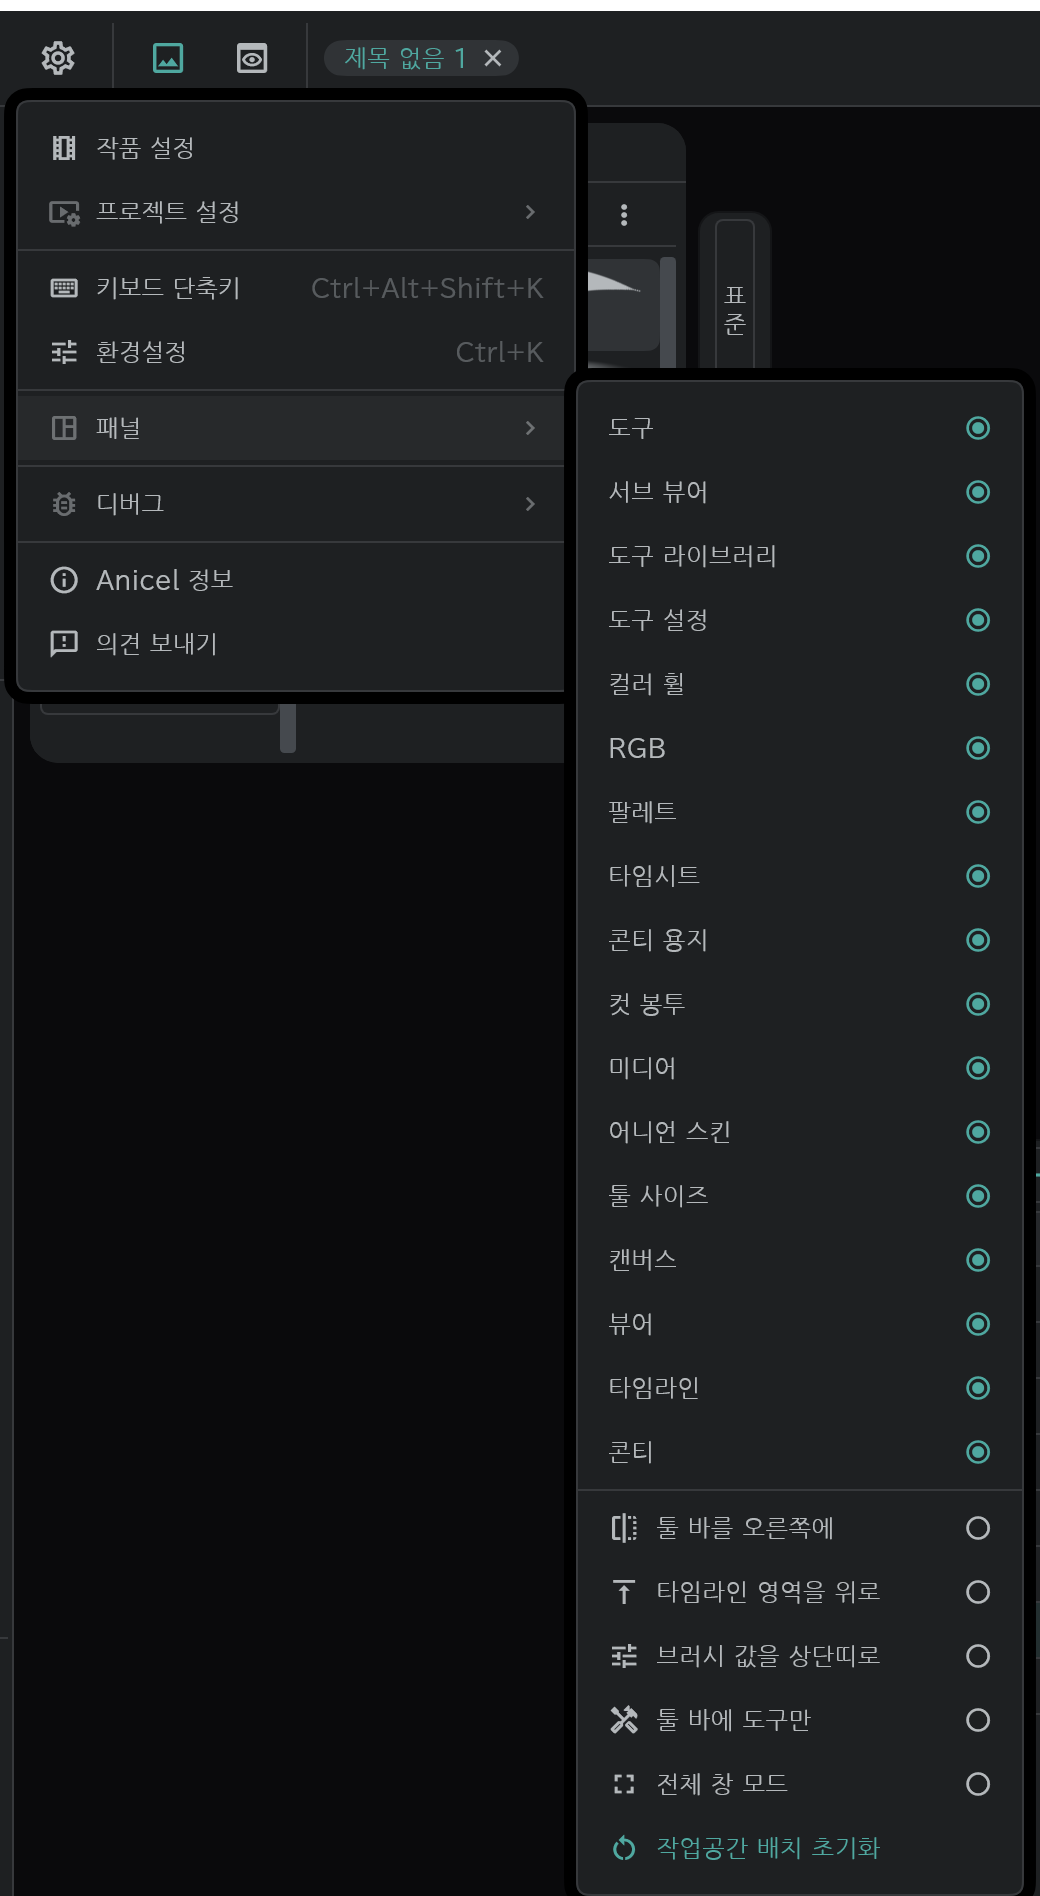 제목 없음 1
작품 설정
프로젝트 설정
키보드 단축키 Ctrl+Alt+Shift+K
환경설정 Ctrl+K
패널
디버그
Anicel 정보
의견 보내기
표준
도구
서브 뷰어
도구 라이브러리
도구 설정
컬러 휠
RGB
팔레트
타임시트
콘티 용지
컷 봉투
미디어
어니언 스킨
툴 사이즈
캔버스
뷰어
타임라인
콘티
툴 바를 오른쪽에
타임라인 영역을 위로
브러시 값을 상단띠로
툴 바에 도구만
전체 창 모드
작업공간 배치 초기화